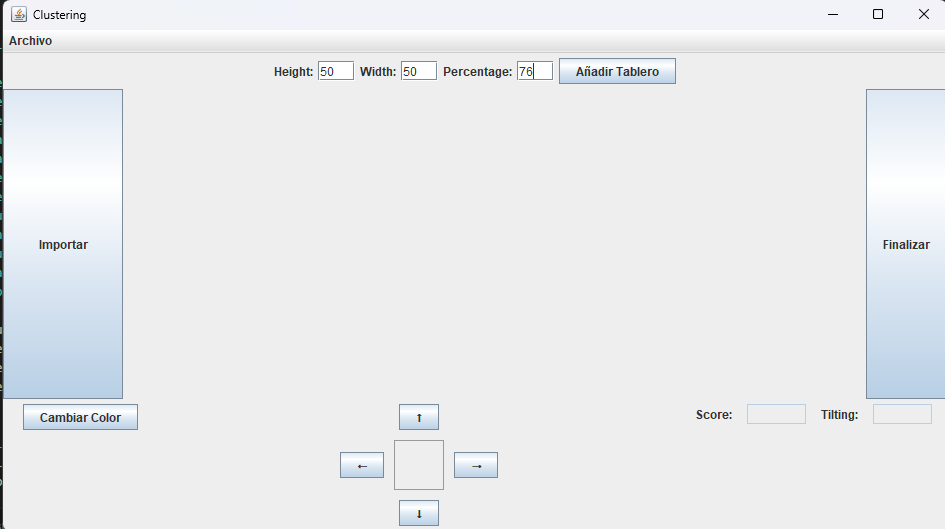 Clustering
Archivo
Height: 50 Width: 50 Percentage: 76 Añadir Tablero
Importar
Finalizar
Cambiar Color
↑
Score: Tilting:
← →
↓